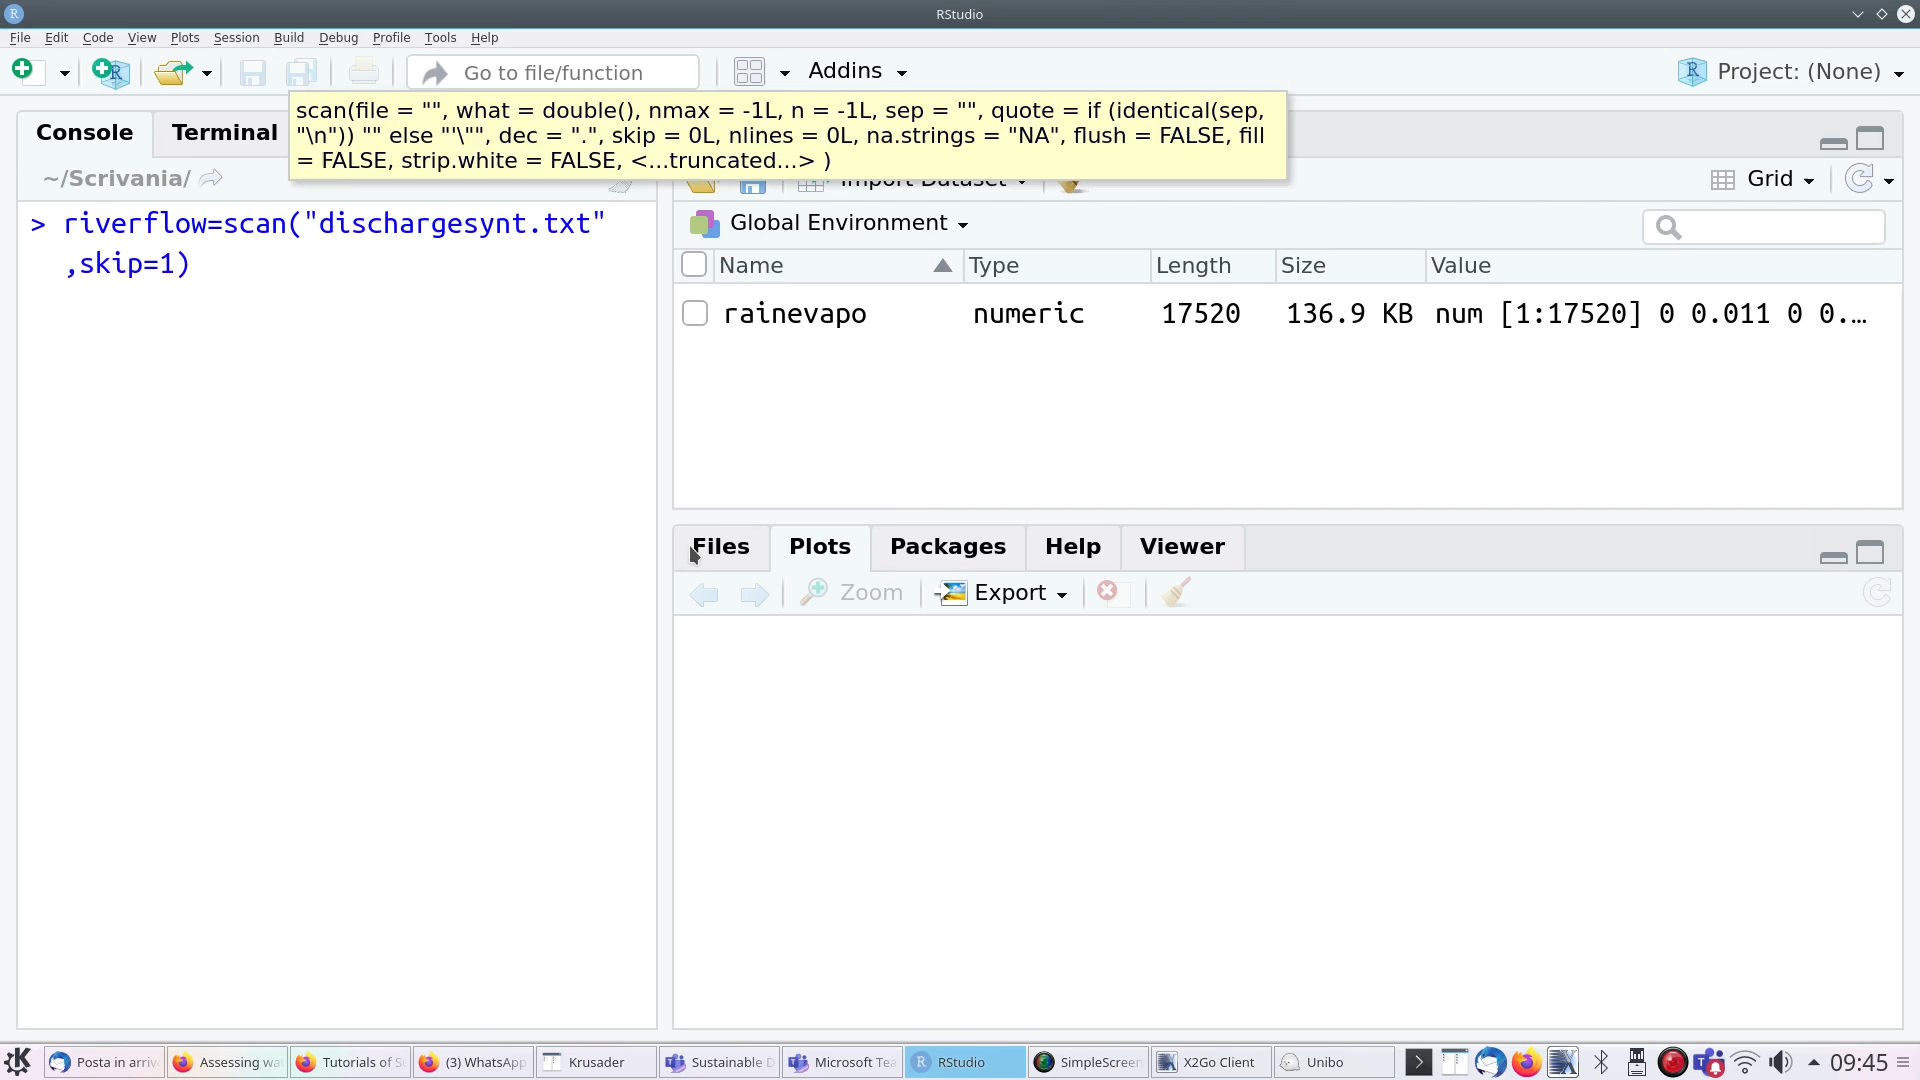 RStudio
File Edit Code View Plots Session Build Debug Profile Tools Help
Go to file/function Addins Project: (None)
scan(file = "", what = double(), nmax = -1L, n = -1L, sep = "", quote = if (identical(sep,
"\n")) "" else "'\"", dec = ".", skip = 0L, nlines = 0L, na.strings = "NA", flush = FALSE, fill
= FALSE, strip.white = FALSE, <...truncated...> )
Console Terminal
~/Scrivania/
Import Dataset Grid
> riverflow=scan("dischargesynt.txt"
,skip=1)
Global Environment
Name Type Length Size Value
rainevapo numeric 17520 136.9 KB num [1:17520] 0 0.011 0 0.…
Files Plots Packages Help Viewer
Zoom Export
Posta in arriv Assessing wa Tutorials of S (3) WhatsApp Krusader Sustainable D Microsoft Tea RStudio SimpleScreen X2Go Client Unibo 09:45